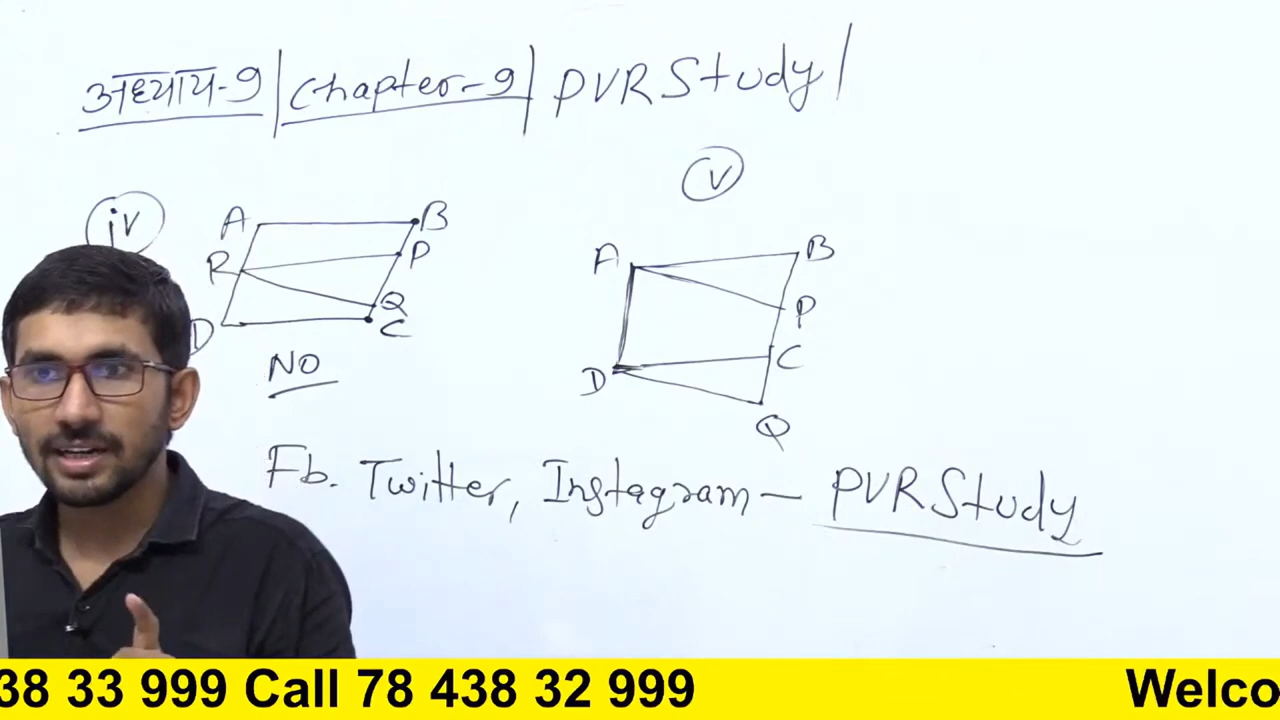 अध्याय-9 | Chapter-9 | PVR Study |
iv
v
A B
R P
Q
D C
NO
A B
P
C
D
Q
Fb. Twitter, Instagram – PVR Study
38 33 999 Call 78 438 32 999 Welco